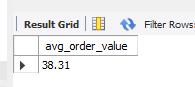 Result Grid Filter Rows:
avg_order_value
38.31